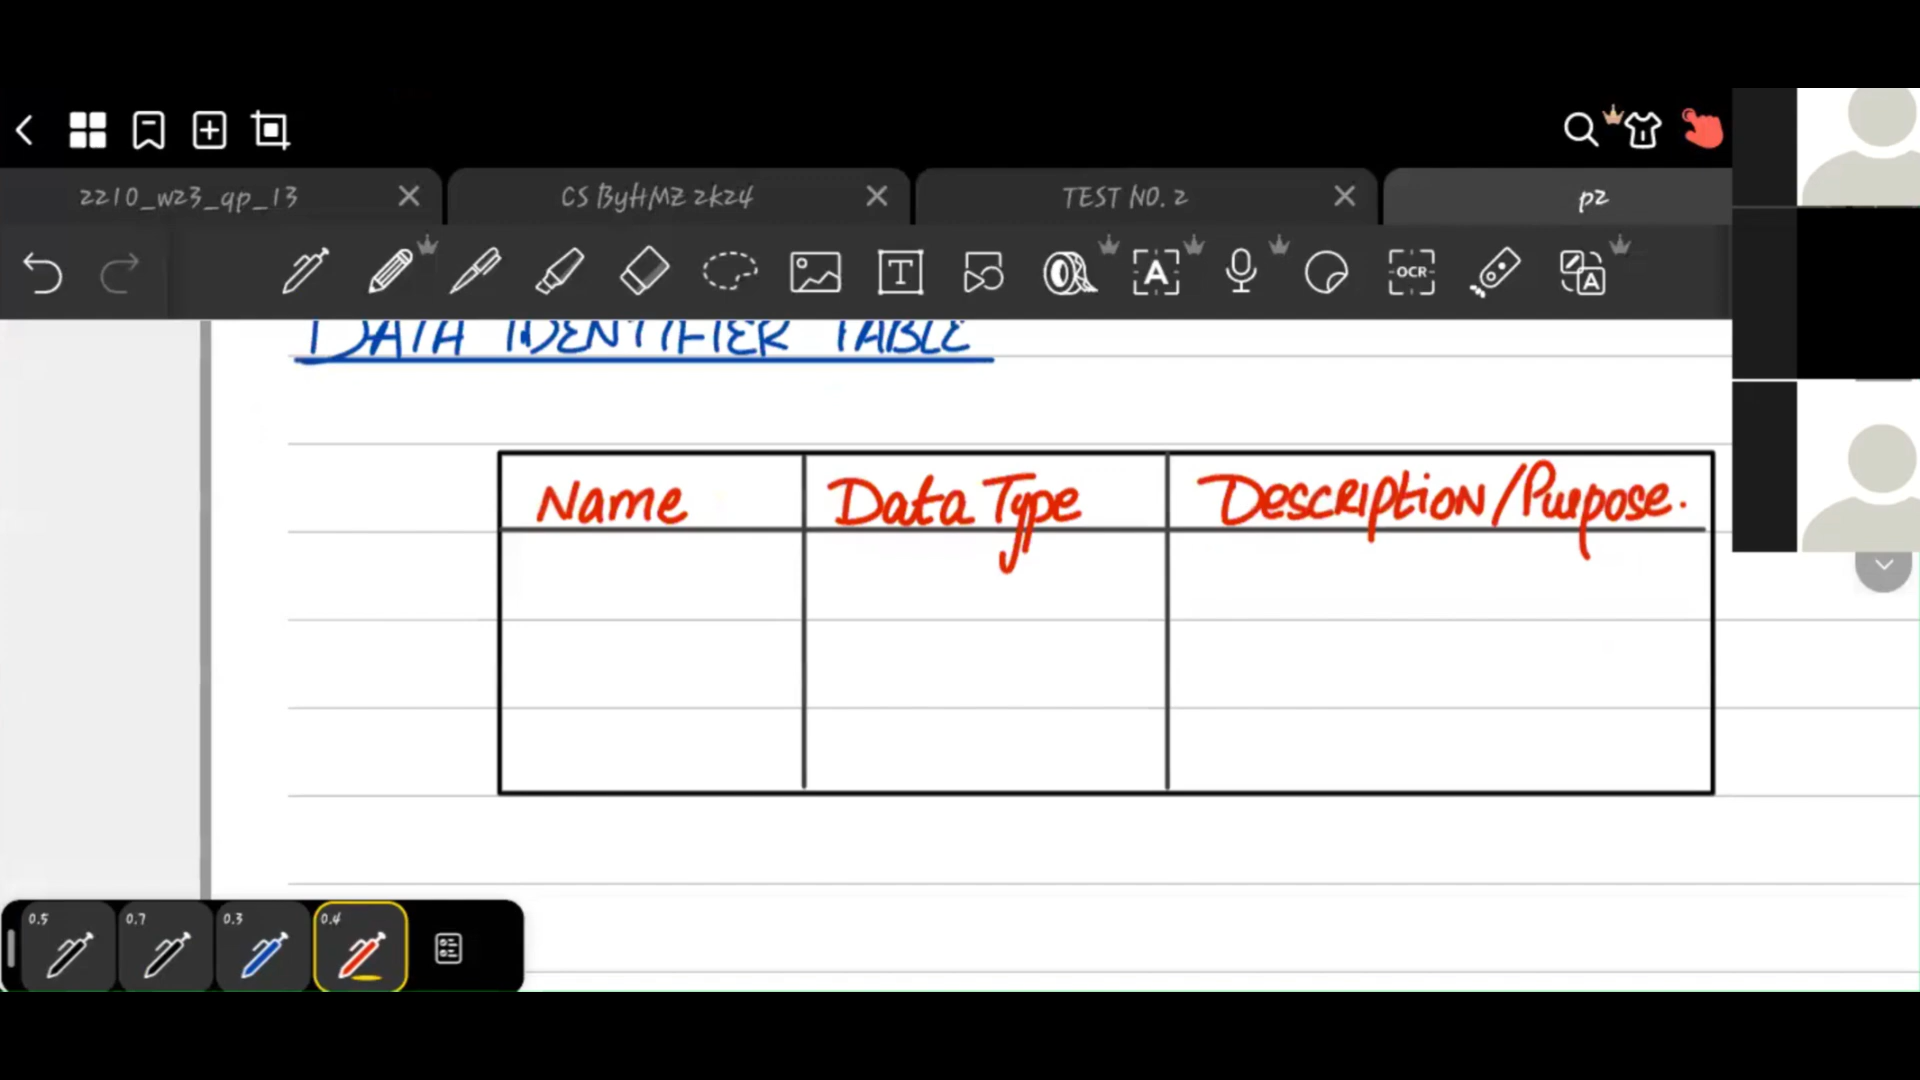 2210_w23_qp_13
CS ByHMZ 2k24
TEST NO. 2
p2
T
A
OCR
A
DATA IDENTIFIER TABLE
Name
Data Type
Description/Purpose.
0.5
0.7
0.3
0.4